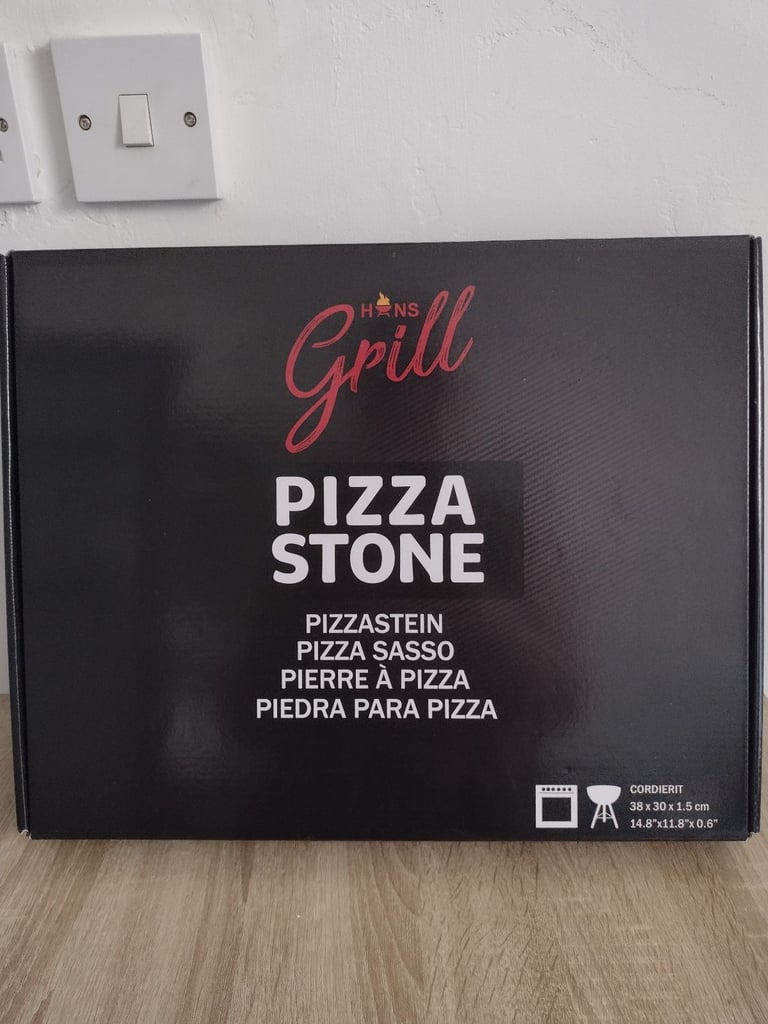 HANS
Grill
PIZZA
STONE
PIZZASTEIN
PIZZA SASSO
PIERRE À PIZZA
PIEDRA PARA PIZZA
CORDIERIT
38 x 30 x 1.5 cm
14.8”x11.8”x 0.6”